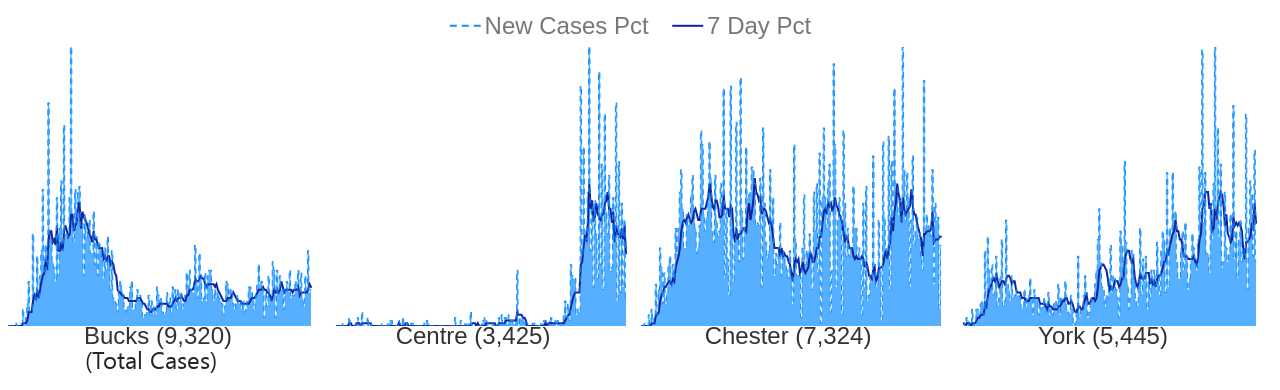 New Cases Pct 7 Day Pct
Bucks (9,320) Centre (3,425) Chester (7,324) York (5,445)
(Total Cases)